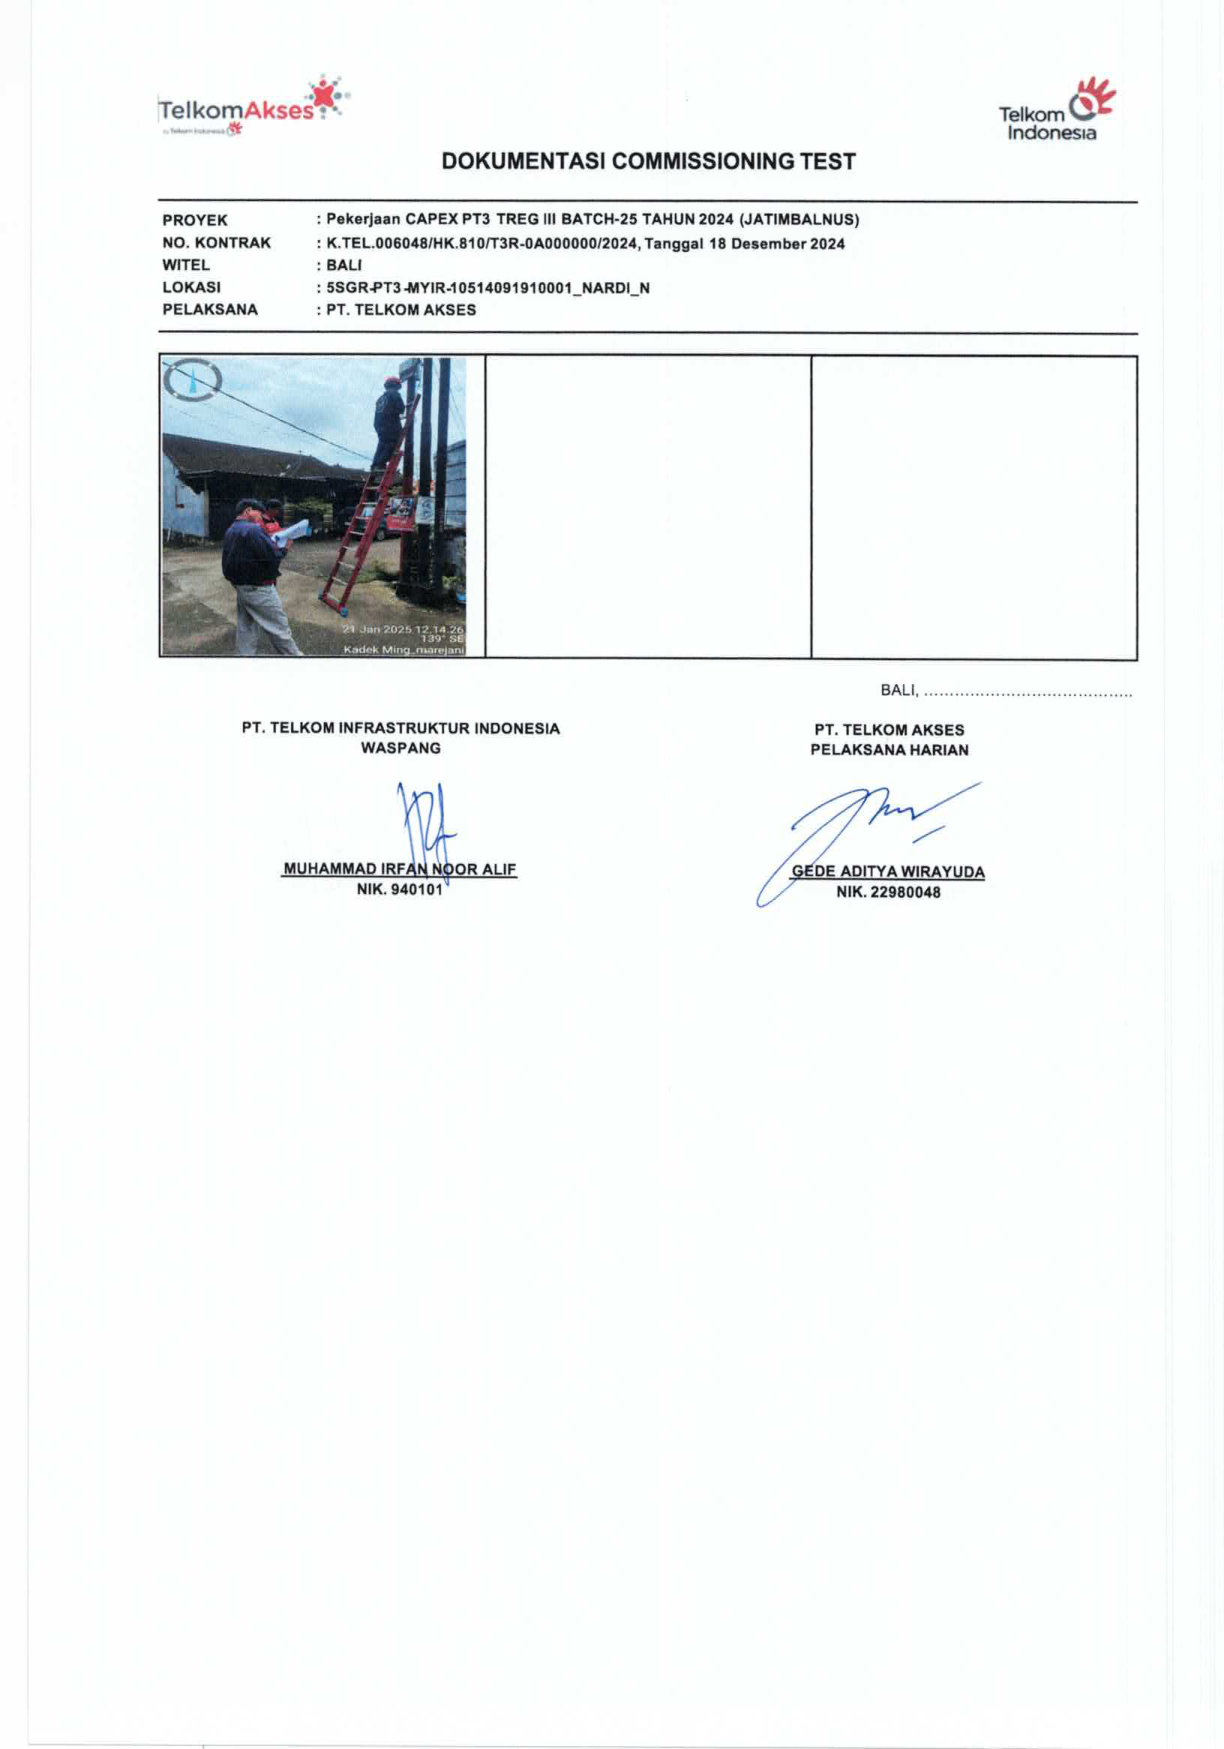 TelkomAkses
by Telkom Indonesia
Telkom
Indonesia
DOKUMENTASI COMMISSIONING TEST
PROYEK : Pekerjaan CAPEX PT3 TREG III BATCH-25 TAHUN 2024 (JATIMBALNUS)
NO. KONTRAK : K.TEL.006048/HK.810/T3R-0A000000/2024, Tanggal 18 Desember 2024
WITEL : BALI
LOKASI : 5SGR-PT3-MYIR-10514091910001_NARDI_N
PELAKSANA : PT. TELKOM AKSES
21 Jan 2025 12.14.26
139° SE
Kadek Ming_marejani
BALI, ........................................
PT. TELKOM INFRASTRUKTUR INDONESIA
WASPANG
MUHAMMAD IRFAN NOOR ALIF
NIK. 940101
PT. TELKOM AKSES
PELAKSANA HARIAN
GEDE ADITYA WIRAYUDA
NIK. 22980048